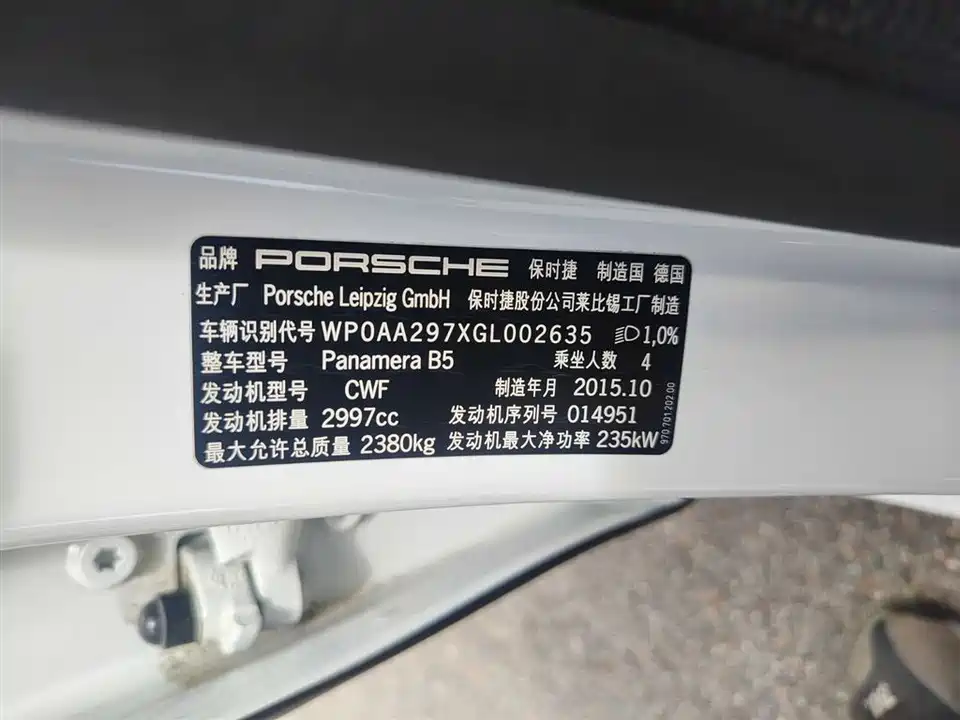 品牌 PORSCHE 保时捷 制造国 德国
生产厂 Porsche Leipzig GmbH 保时捷股份公司莱比锡工厂制造
车辆识别代号 WP0AA297XGL002635 1,0%
整车型号 Panamera B5 乘坐人数 4
发动机型号 CWF 制造年月 2015.10
发动机排量 2997cc 发动机序列号 014951
最大允许总质量 2380kg 发动机最大净功率 235kW
970 701 202 00